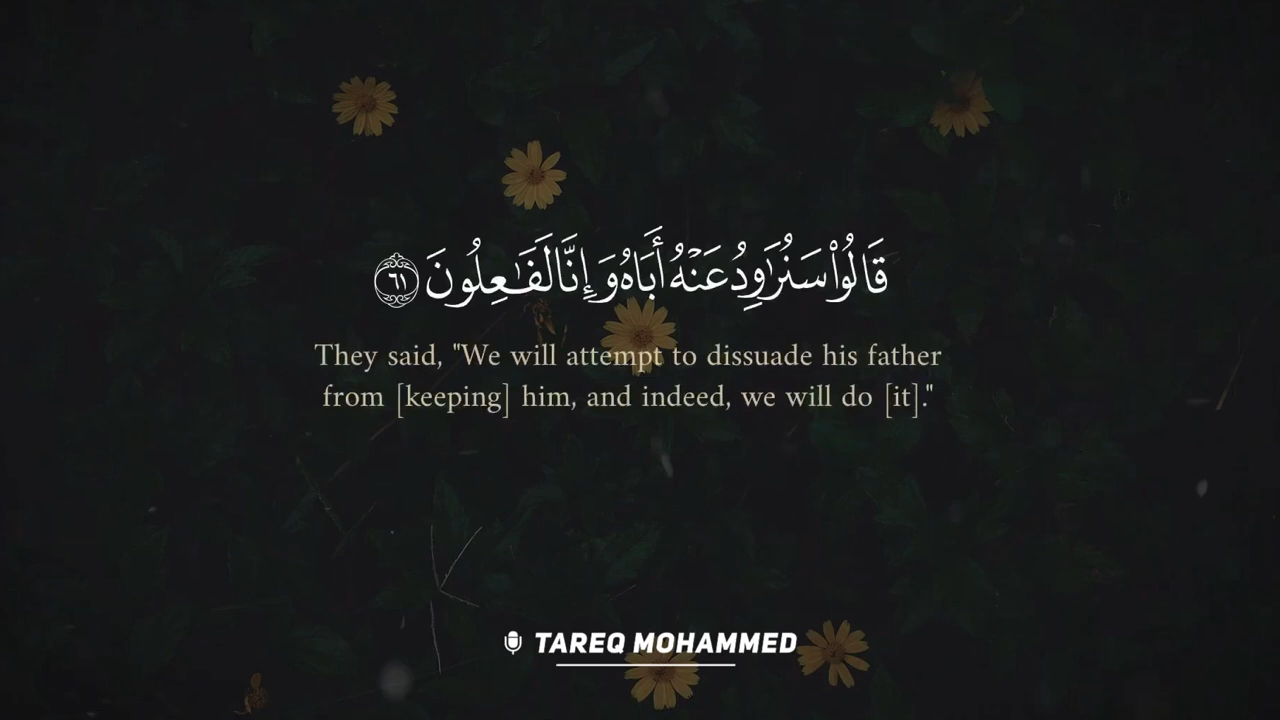 قَالُوا۟ سَنُرَٰوِدُ عَنْهُ أَبَاهُ وَإِنَّا لَفَـٰعِلُونَ ٦١
They said, "We will attempt to dissuade his father
from [keeping] him, and indeed, we will do [it]."
TAREQ MOHAMMED